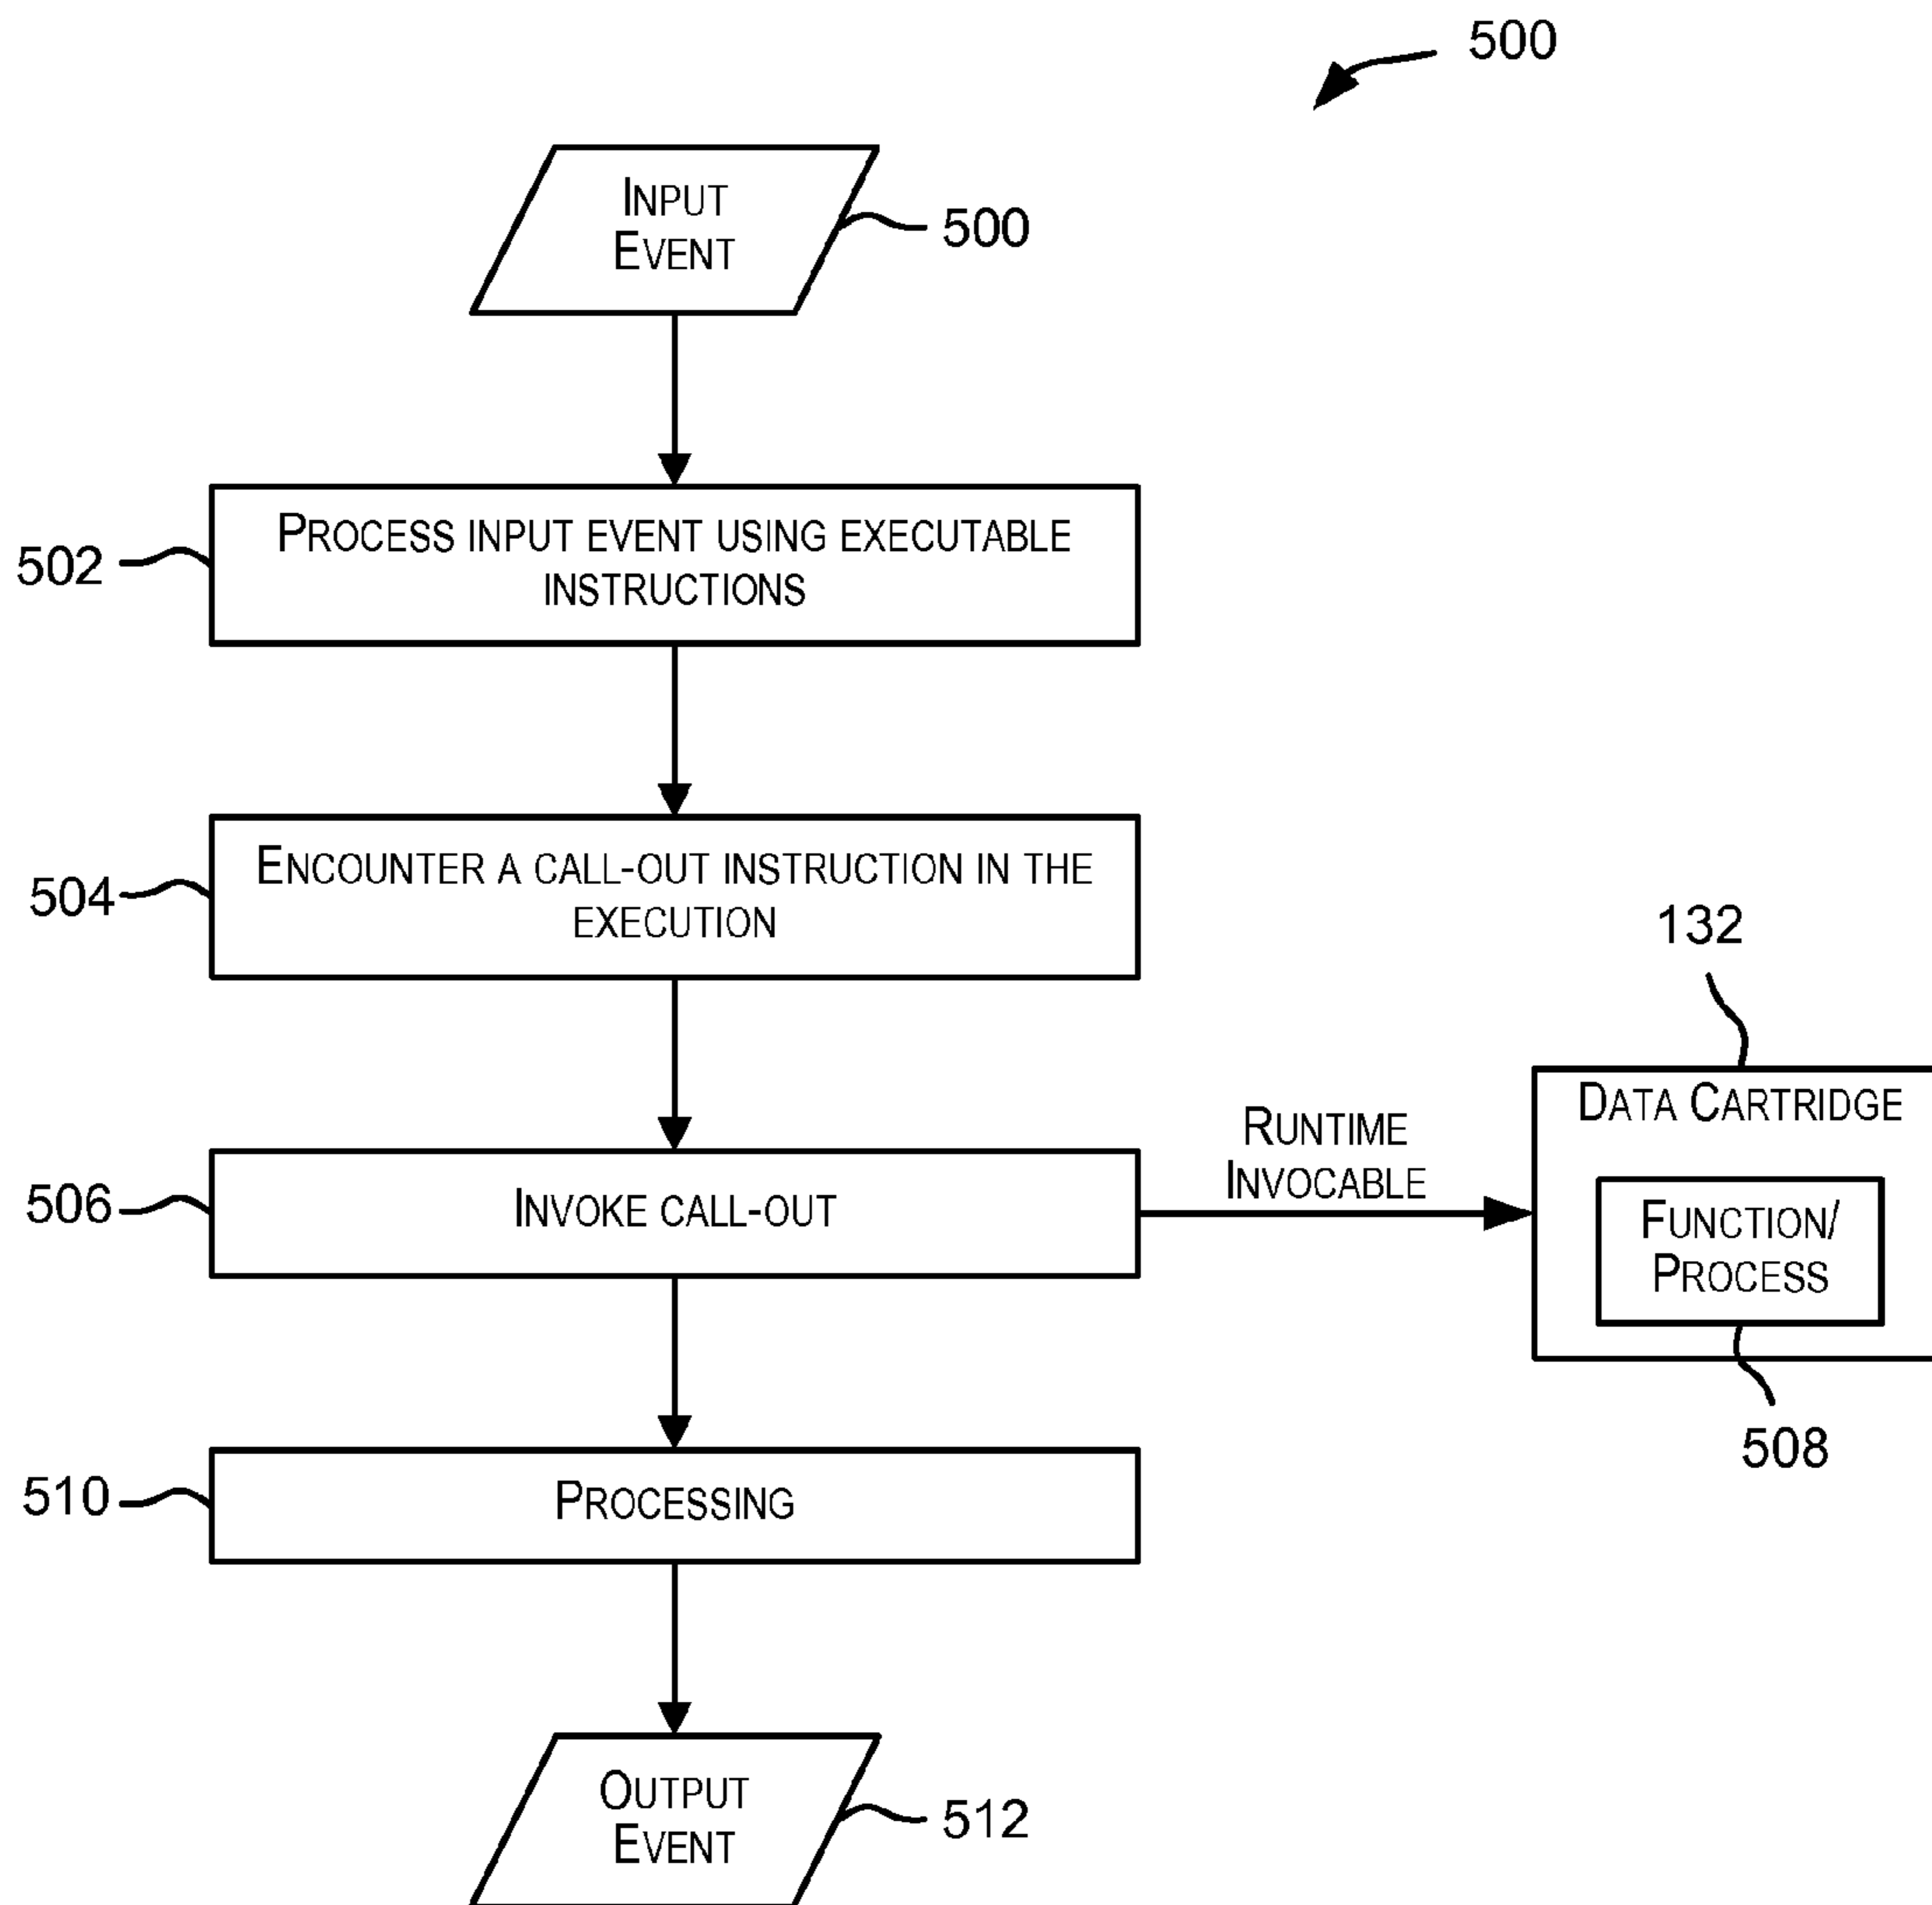 500
INPUT
EVENT
500
PROCESS INPUT EVENT USING EXECUTABLE
INSTRUCTIONS
502
ENCOUNTER A CALL-OUT INSTRUCTION IN THE
EXECUTION
504
132
DATA CARTRIDGE
RUNTIME
INVOCABLE
INVOKE CALL-OUT
506
FUNCTION/
PROCESS
508
PROCESSING
510
OUTPUT
EVENT
512